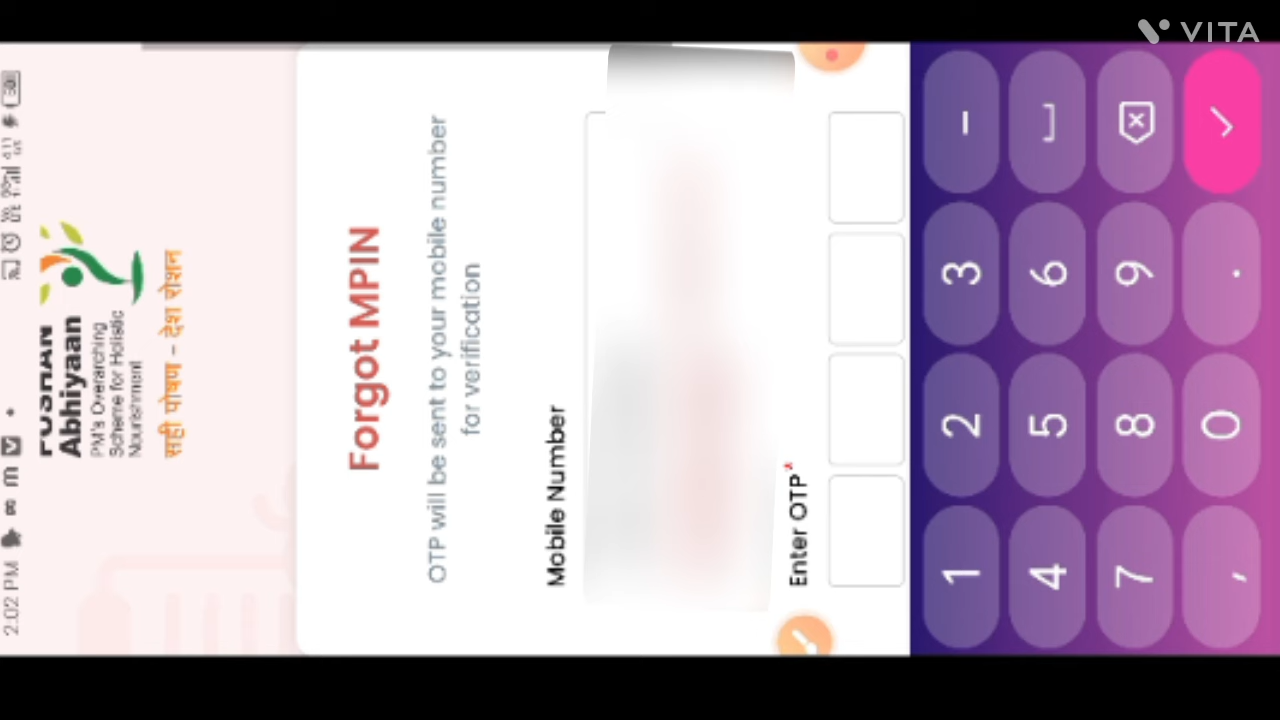 VITA
2:02 PM
POSHAN
Abhiyaan
PM's Overarching
Scheme for Holistic
Nourishment
सही पोषण – देश रोशन
Forgot MPIN
OTP will be sent to your mobile number
for verification
Mobile Number
Enter OTP*
1 2 3 –
4 5 6
7 8 9
, 0 .